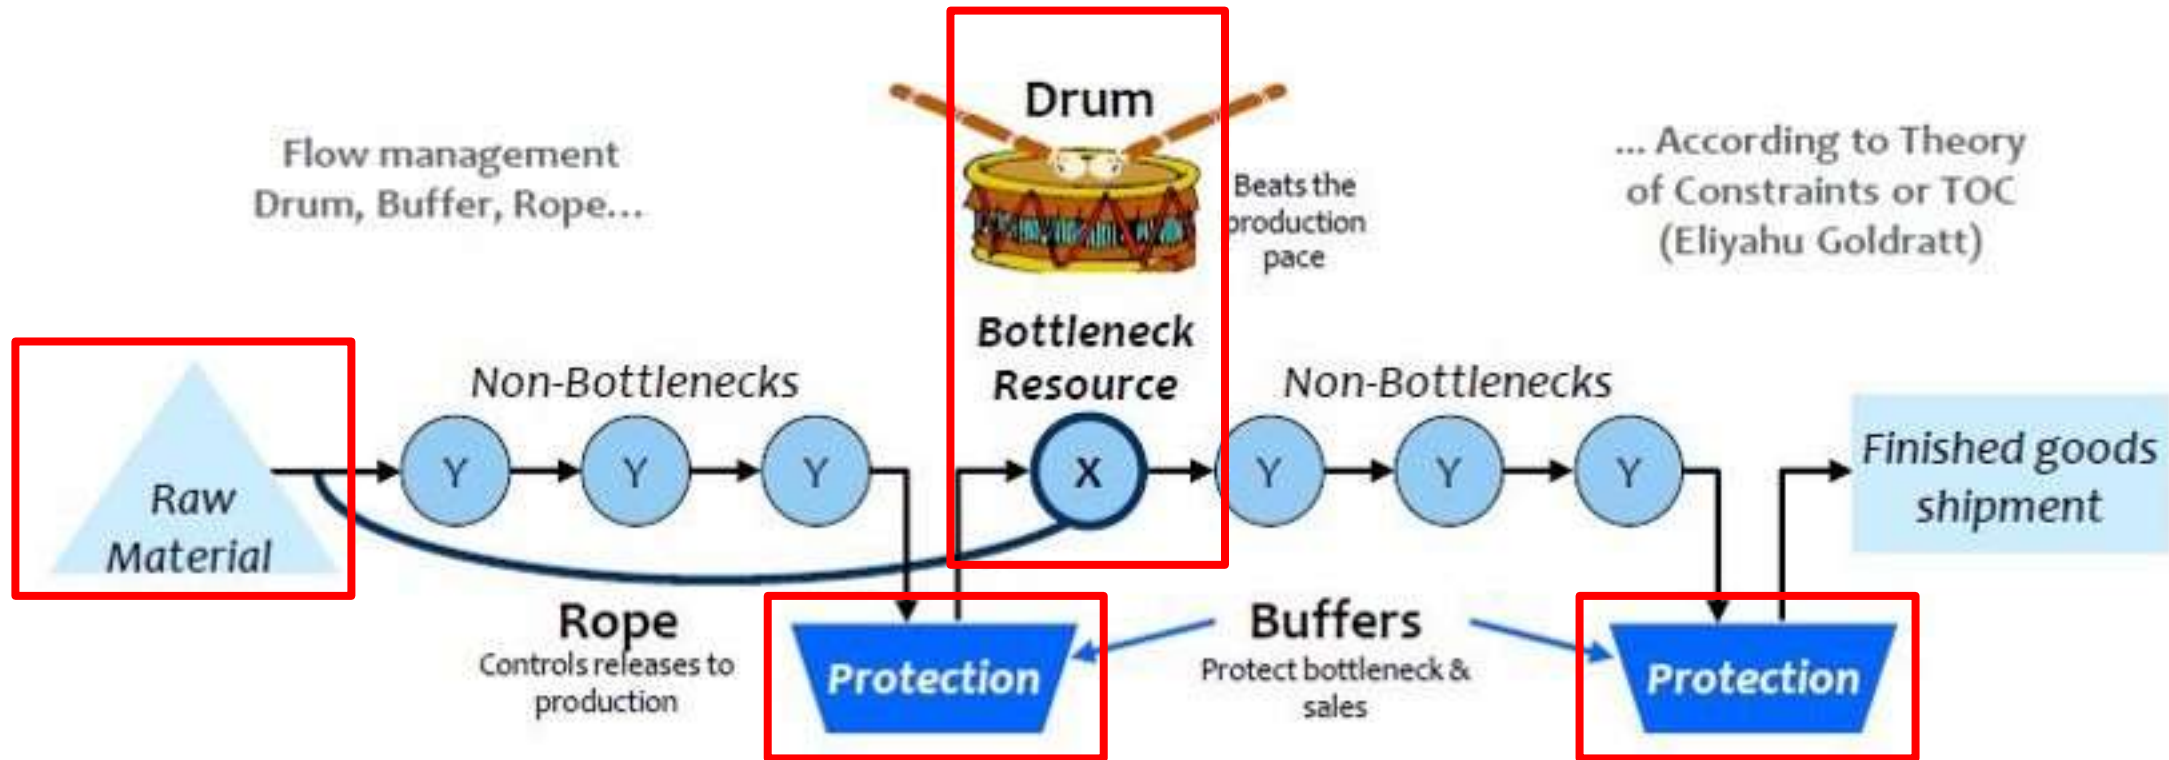 Flow management
Drum, Buffer, Rope...
Drum
Beats the
production
pace
... According to Theory
of Constraints or TOC
(Eliyahu Goldratt)
Raw
Material
Non-Bottlenecks
Y
Y
Y
Bottleneck
Resource
X
Non-Bottlenecks
Y
Y
Y
Finished goods
shipment
Rope
Controls releases to
production
Protection
Buffers
Protect bottleneck &
sales
Protection